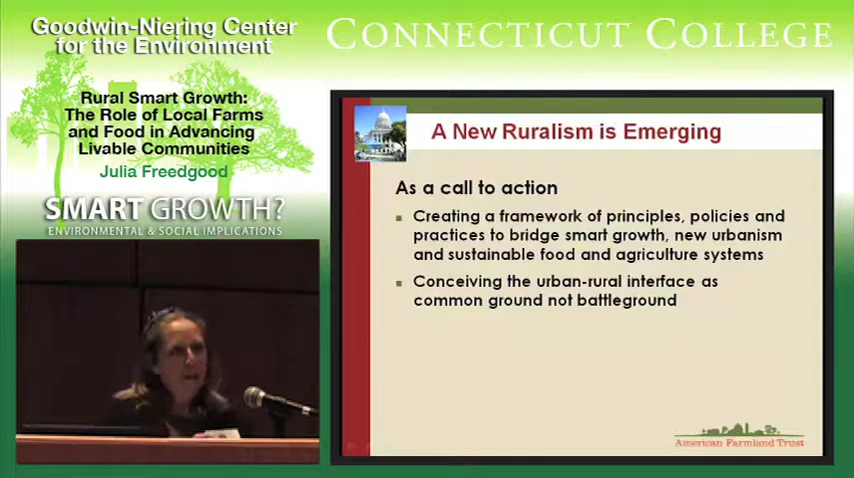 Goodwin-Niering Center
for the Environment
CONNECTICUT COLLEGE
Rural Smart Growth:
The Role of Local Farms
and Food in Advancing
Livable Communities
Julia Freedgood
SMART GROWTH?
ENVIRONMENTAL & SOCIAL IMPLICATIONS
A New Ruralism is Emerging
As a call to action
Creating a framework of principles, policies and
practices to bridge smart growth, new urbanism
and sustainable food and agriculture systems
Conceiving the urban-rural interface as
common ground not battleground
American Farmland Trust